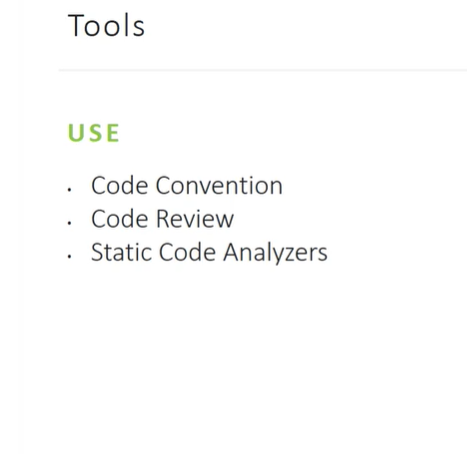 Tools
USE
· Code Convention
· Code Review
· Static Code Analyzers